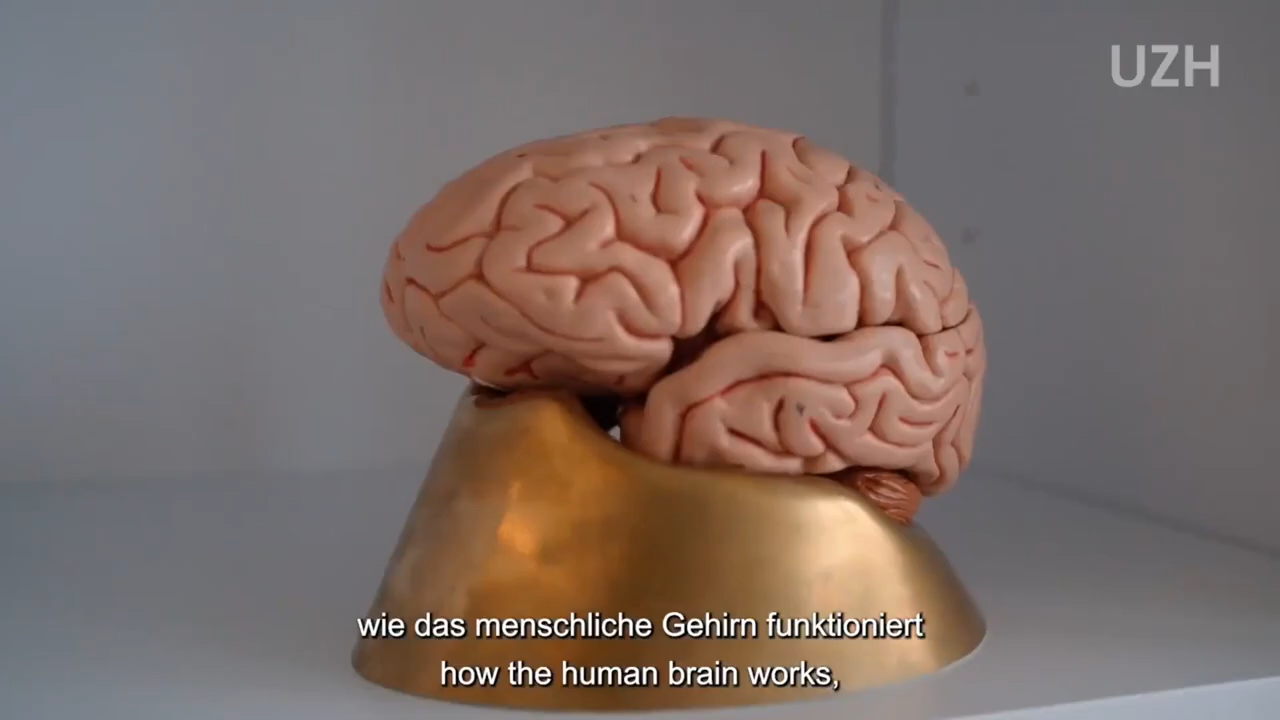 UZH
wie das menschliche Gehirn funktioniert
how the human brain works,